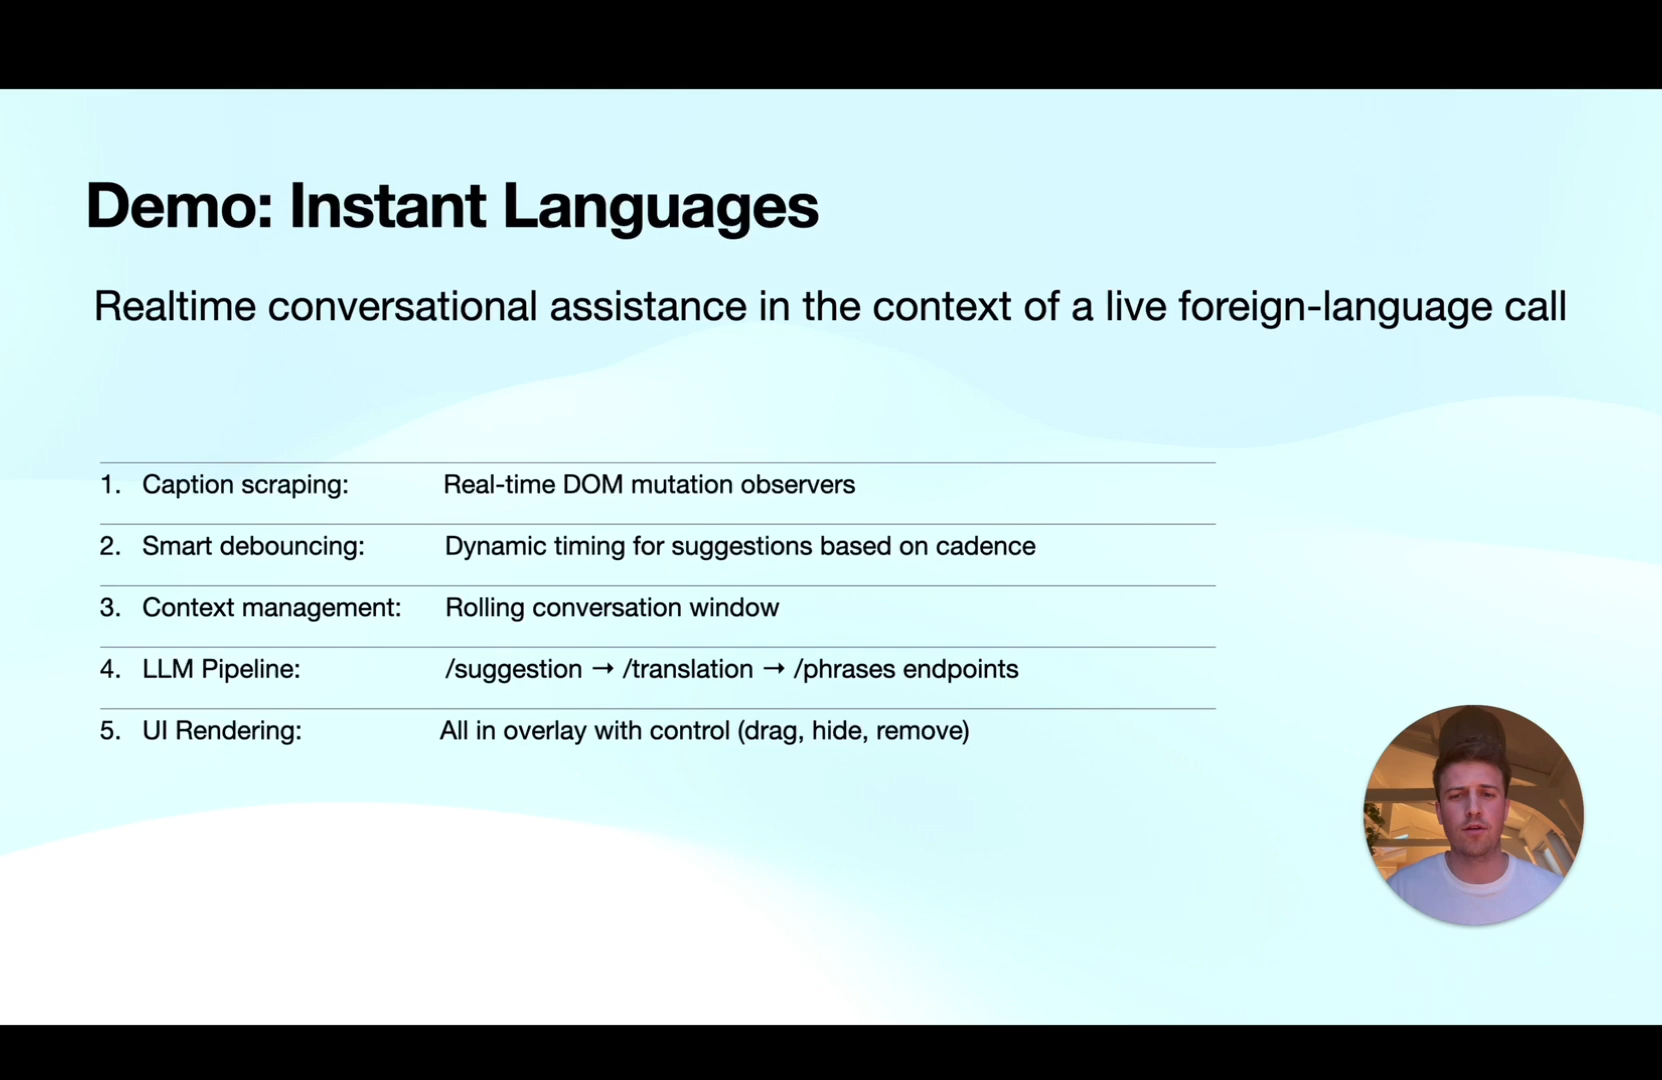 Demo: Instant Languages
Realtime conversational assistance in the context of a live foreign-language call
1. Caption scraping: Real-time DOM mutation observers
2. Smart debouncing: Dynamic timing for suggestions based on cadence
3. Context management: Rolling conversation window
4. LLM Pipeline: /suggestion → /translation → /phrases endpoints
5. UI Rendering: All in overlay with control (drag, hide, remove)